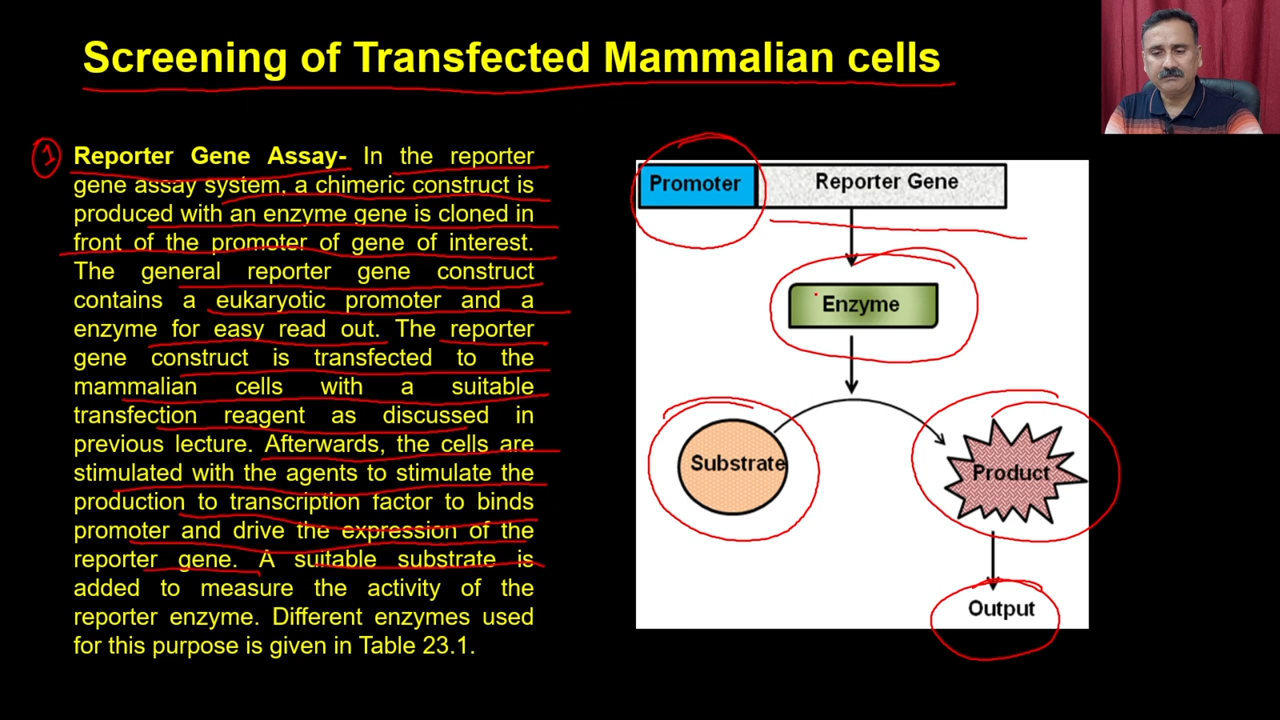 Screening of Transfected Mammalian cells
1
Reporter Gene Assay- In the reporter
gene assay system, a chimeric construct is
produced with an enzyme gene is cloned in
front of the promoter of gene of interest.
The general reporter gene construct
contains a eukaryotic promoter and a
enzyme for easy read out. The reporter
gene construct is transfected to the
mammalian cells with a suitable
transfection reagent as discussed in
previous lecture. Afterwards, the cells are
stimulated with the agents to stimulate the
production to transcription factor to binds
promoter and drive the expression of the
reporter gene. A suitable substrate is
added to measure the activity of the
reporter enzyme. Different enzymes used
for this purpose is given in Table 23.1.
Promoter
Reporter Gene
Enzyme
Substrate
Product
Output